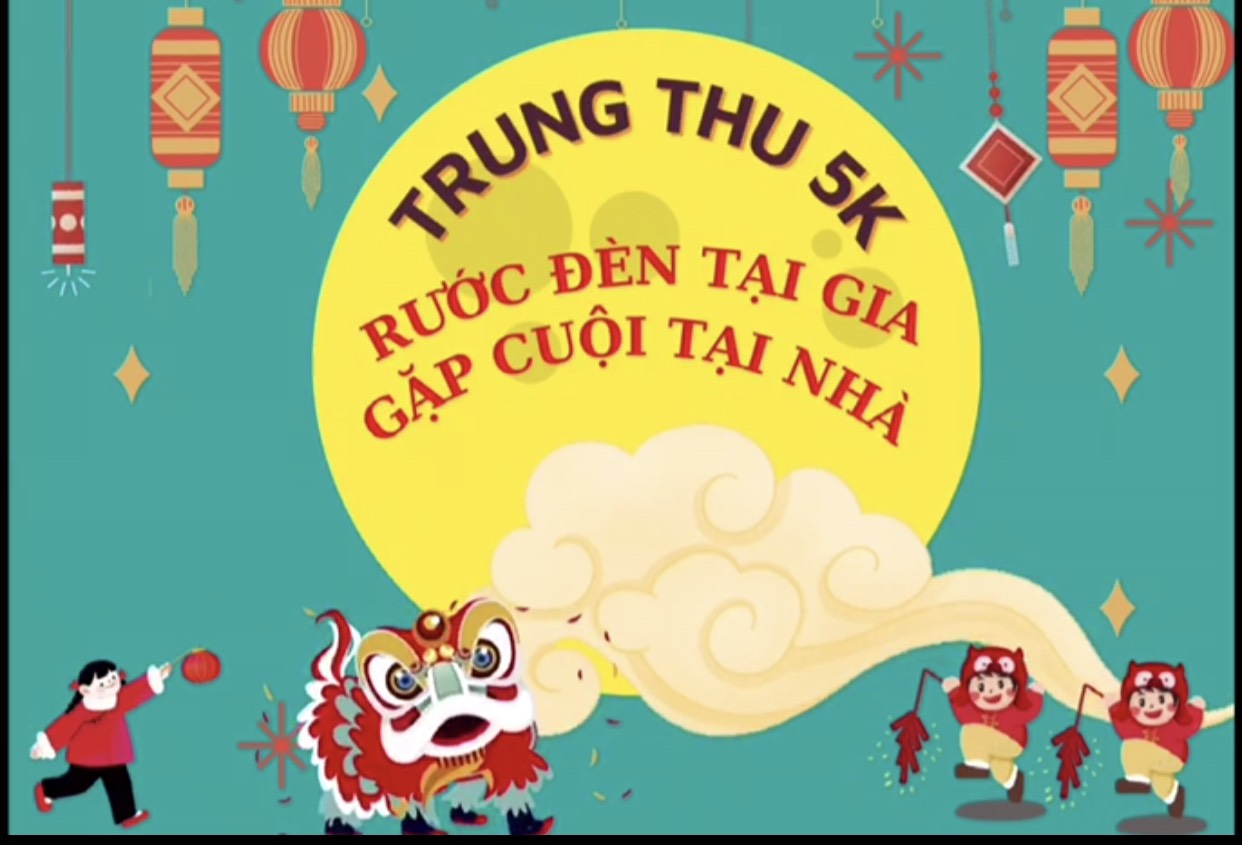 TRUNG THU 5K
RƯỚC ĐÈN TẠI GIA
GẶP CUỘI TẠI NHÀ